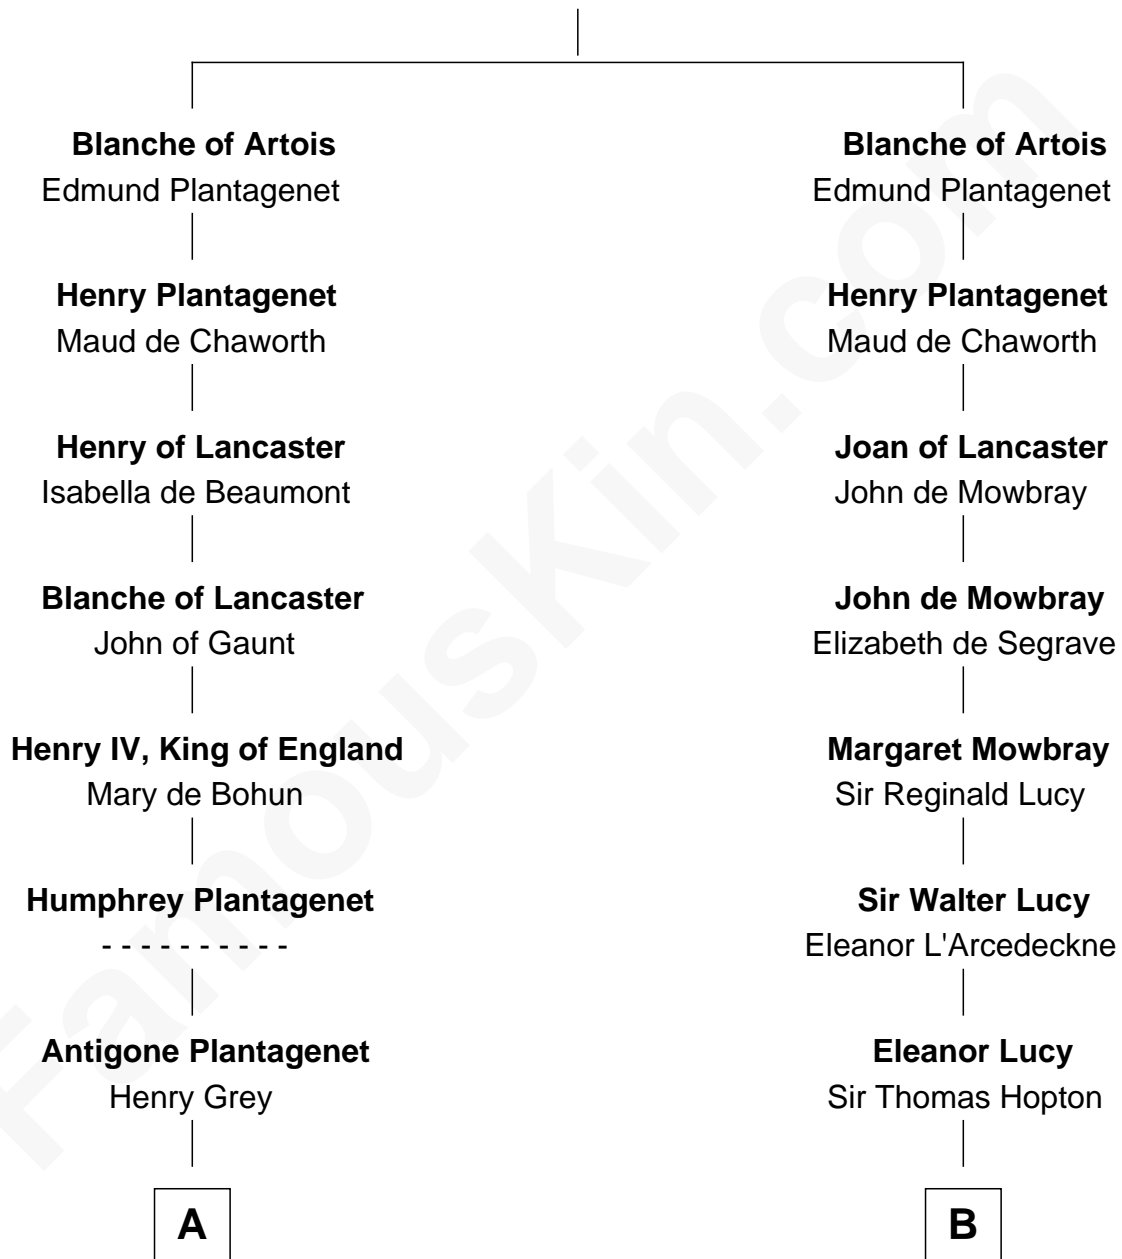 Blanche of Artois
Edmund Plantagenet
Henry Plantagenet
Maud de Chaworth
Henry of Lancaster
Isabella de Beaumont
Blanche of Lancaster
John of Gaunt
Henry IV, King of England
Mary de Bohun
Humphrey Plantagenet
- - - - - - - - - -
Antigone Plantagenet
Henry Grey
A
Blanche of Artois
Edmund Plantagenet
Henry Plantagenet
Maud de Chaworth
Joan of Lancaster
John de Mowbray
John de Mowbray
Elizabeth de Segrave
Margaret Mowbray
Sir Reginald Lucy
Sir Walter Lucy
Eleanor L'Arcedeckne
Eleanor Lucy
Sir Thomas Hopton
B
FamousKin.com